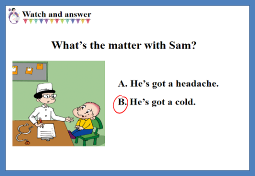 Watch and answer
What's the matter with Sam?
A. He's got a headache.
B. He's got a cold.